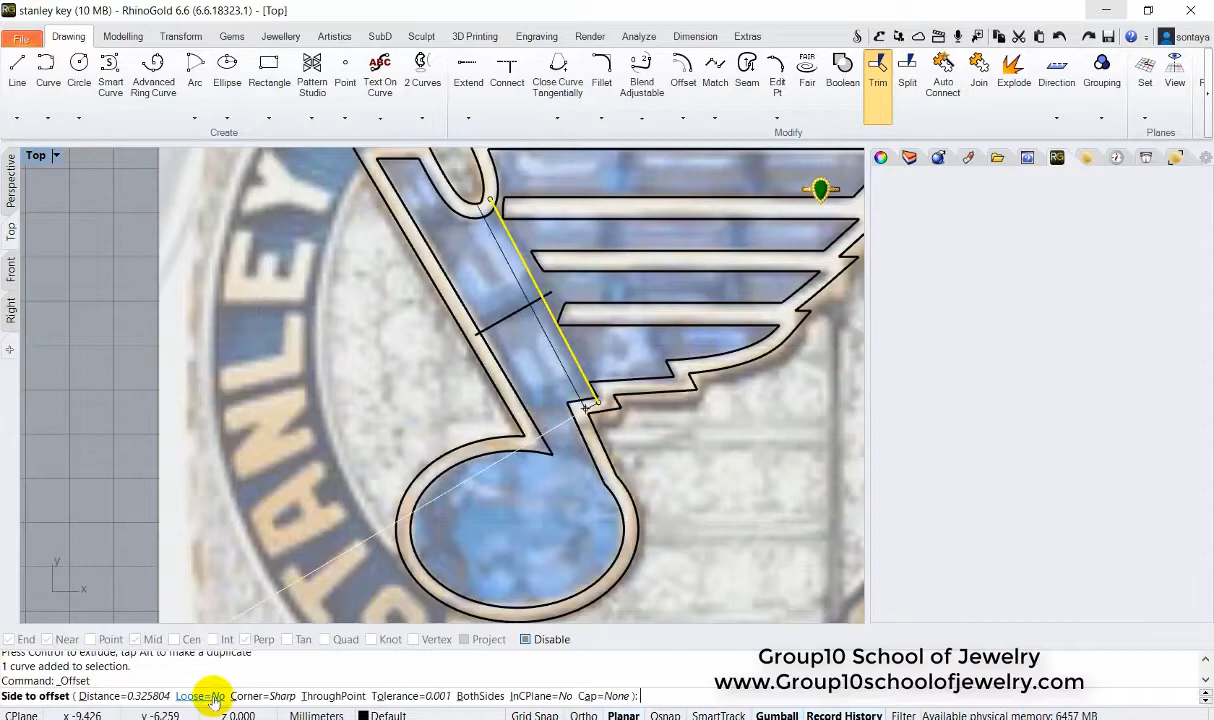 stanley key (10 MB) - RhinoGold 6.6 (6.6.18323.1) - [Top]
File Drawing Modelling Transform Gems Jewellery Artistics SubD Sculpt 3D Printing Engraving Render Analyze Dimension Extras sontaya
Line Curve Circle Smart Curve Advanced Ring Curve Arc Ellipse Rectangle Pattern Studio Point Text On Curve 2 Curves Extend Connect Close Curve Tangentially Fillet Blend Adjustable Offset Match Seam Edit Pt Fair Boolean Trim Split Auto Connect Join Explode Direction Grouping Set View
Create Modify Planes
Top
Perspective
Top
Front
Right
STANLEY
STAN
y
x
End Near Point Mid Cen Int Perp Tan Quad Knot Vertex Project Disable
Press Control to extrude, tap Alt to make a duplicate
1 curve added to selection.
Command: _Offset
Side to offset ( Distance=0.325804 Loose=No Corner=Sharp ThroughPoint Tolerance=0.001 BothSides InCPlane=No Cap=None ):
Group10 School of Jewelry
www.Group10schoolofjewelry.com
CPlane x -9.426 y -6.259 z 0.000 Millimeters Default Grid Snap Ortho Planar Osnap SmartTrack Gumball Record History Filter Available physical memory: 6457 MB